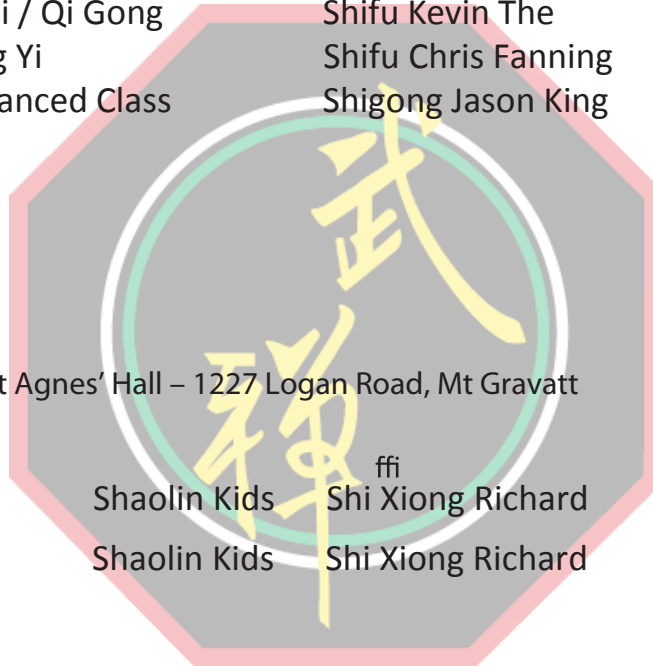 i / Qi Gong Shifu Kevin The
g Yi Shifu Chris Fanning
anced Class Shigong Jason King
武
t Agnes’ Hall – 1227 Logan Road, Mt Gravatt
禪
ffi
Shaolin Kids Shi Xiong Richard
Shaolin Kids Shi Xiong Richard